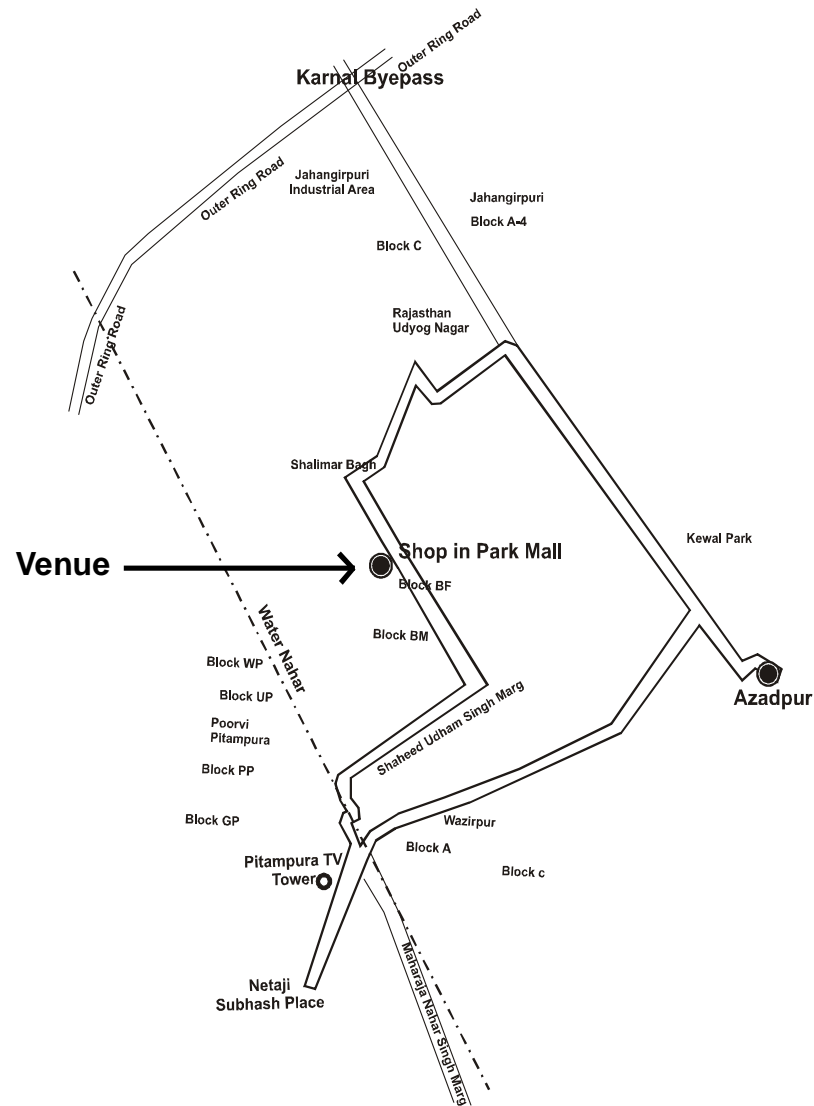 Outer Ring Road
Karnal Byepass
Outer Ring Road
Jahangirpuri
Industrial Area
Jahangirpuri
Block A-4
Block C
Rajasthan
Udyog Nagar
Outer Ring Road
Shalimar Bagh
Kewal Park
Shop in Park Mall
Venue
Block BF
Water Nahar
Block BM
Block WP
Block UP
Azadpur
Shaheed Udham Singh Marg
Poorvi
Pitampura
Block PP
Block GP
Wazirpur
Block A
Pitampura TV
Tower
Block c
Netaji
Subhash Place
Maharaja Nahar Singh Marg